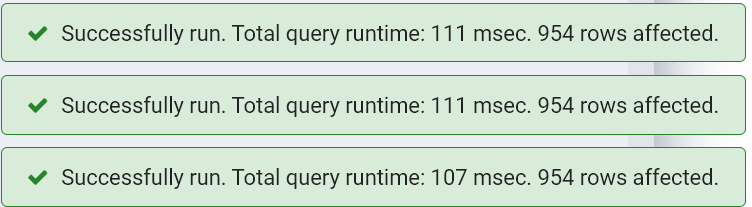 Successfully run. Total query runtime: 111 msec. 954 rows affected.
Successfully run. Total query runtime: 111 msec. 954 rows affected.
Successfully run. Total query runtime: 107 msec. 954 rows affected.